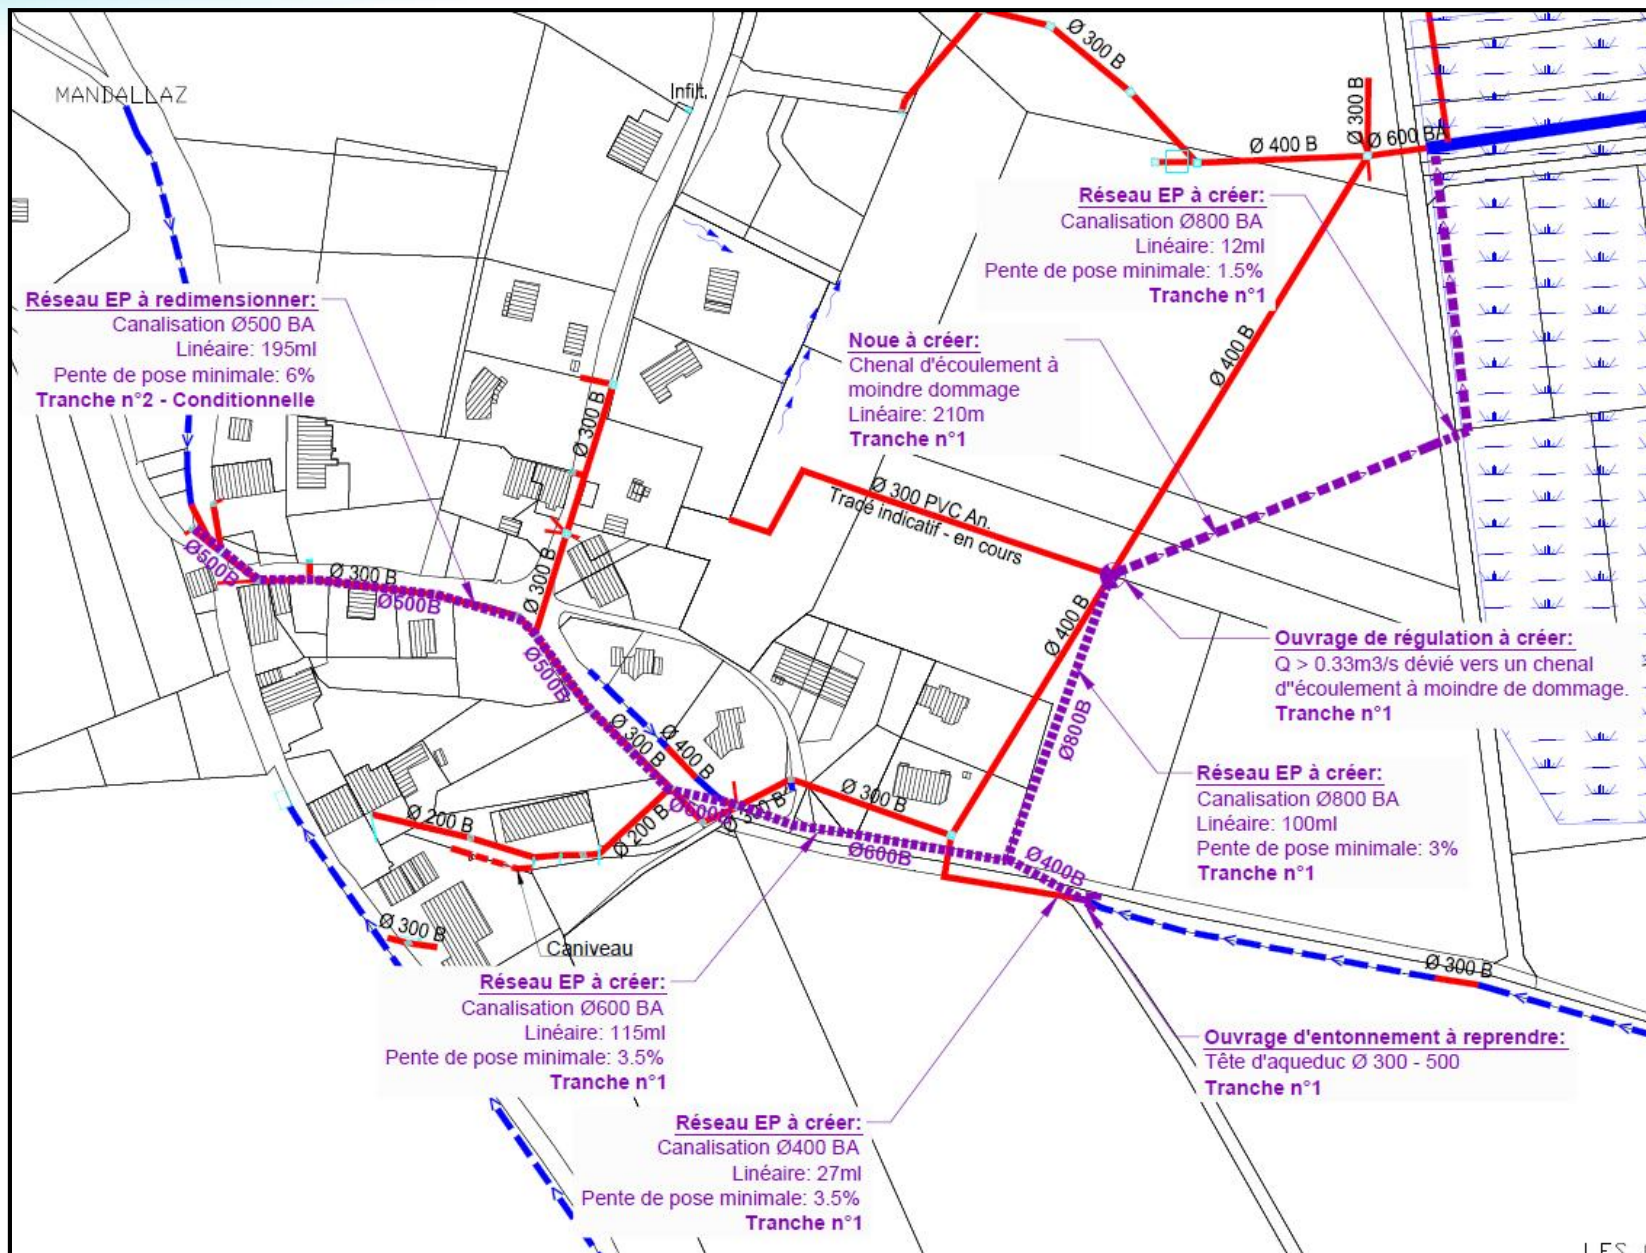 MANDALLAZ
Infilt.
Ø 300 B
Ø 400 B
Ø 300 B
Ø 600 BA
Réseau EP à créer:
Canalisation Ø800 BA
Linéaire: 12ml
Pente de pose minimale: 1.5%
Tranche n°1
Réseau EP à redimensionner:
Canalisation Ø500 BA
Linéaire: 195ml
Pente de pose minimale: 6%
Tranche n°2 - Conditionnelle
Noue à créer:
Chenal d'écoulement à
moindre dommage
Linéaire: 210m
Tranche n°1
Ø 400 B
Ø 300 B
Ø 300 PVC An.
Tracé indicatif - en cours
Ø500B
Ø 300 B
Ø500B
Ø 300 B
Ø500B
Ø 400 B
Ouvrage de régulation à créer:
Q > 0.33m3/s dévié vers un chenal
d"écoulement à moindre de dommage.
Tranche n°1
Ø800B
Ø 300 B
Ø 400 B
Réseau EP à créer:
Canalisation Ø800 BA
Linéaire: 100ml
Pente de pose minimale: 3%
Tranche n°1
Ø 200 B
Ø 200 B
Ø600B
Ø 300 B
Ø 300 B
Ø600B
Ø400B
Ø 300 B
Caniveau
Ø 300 B
Réseau EP à créer:
Canalisation Ø600 BA
Linéaire: 115ml
Pente de pose minimale: 3.5%
Tranche n°1
Ouvrage d'entonnement à reprendre:
Tête d'aqueduc Ø 300 - 500
Tranche n°1
Réseau EP à créer:
Canalisation Ø400 BA
Linéaire: 27ml
Pente de pose minimale: 3.5%
Tranche n°1